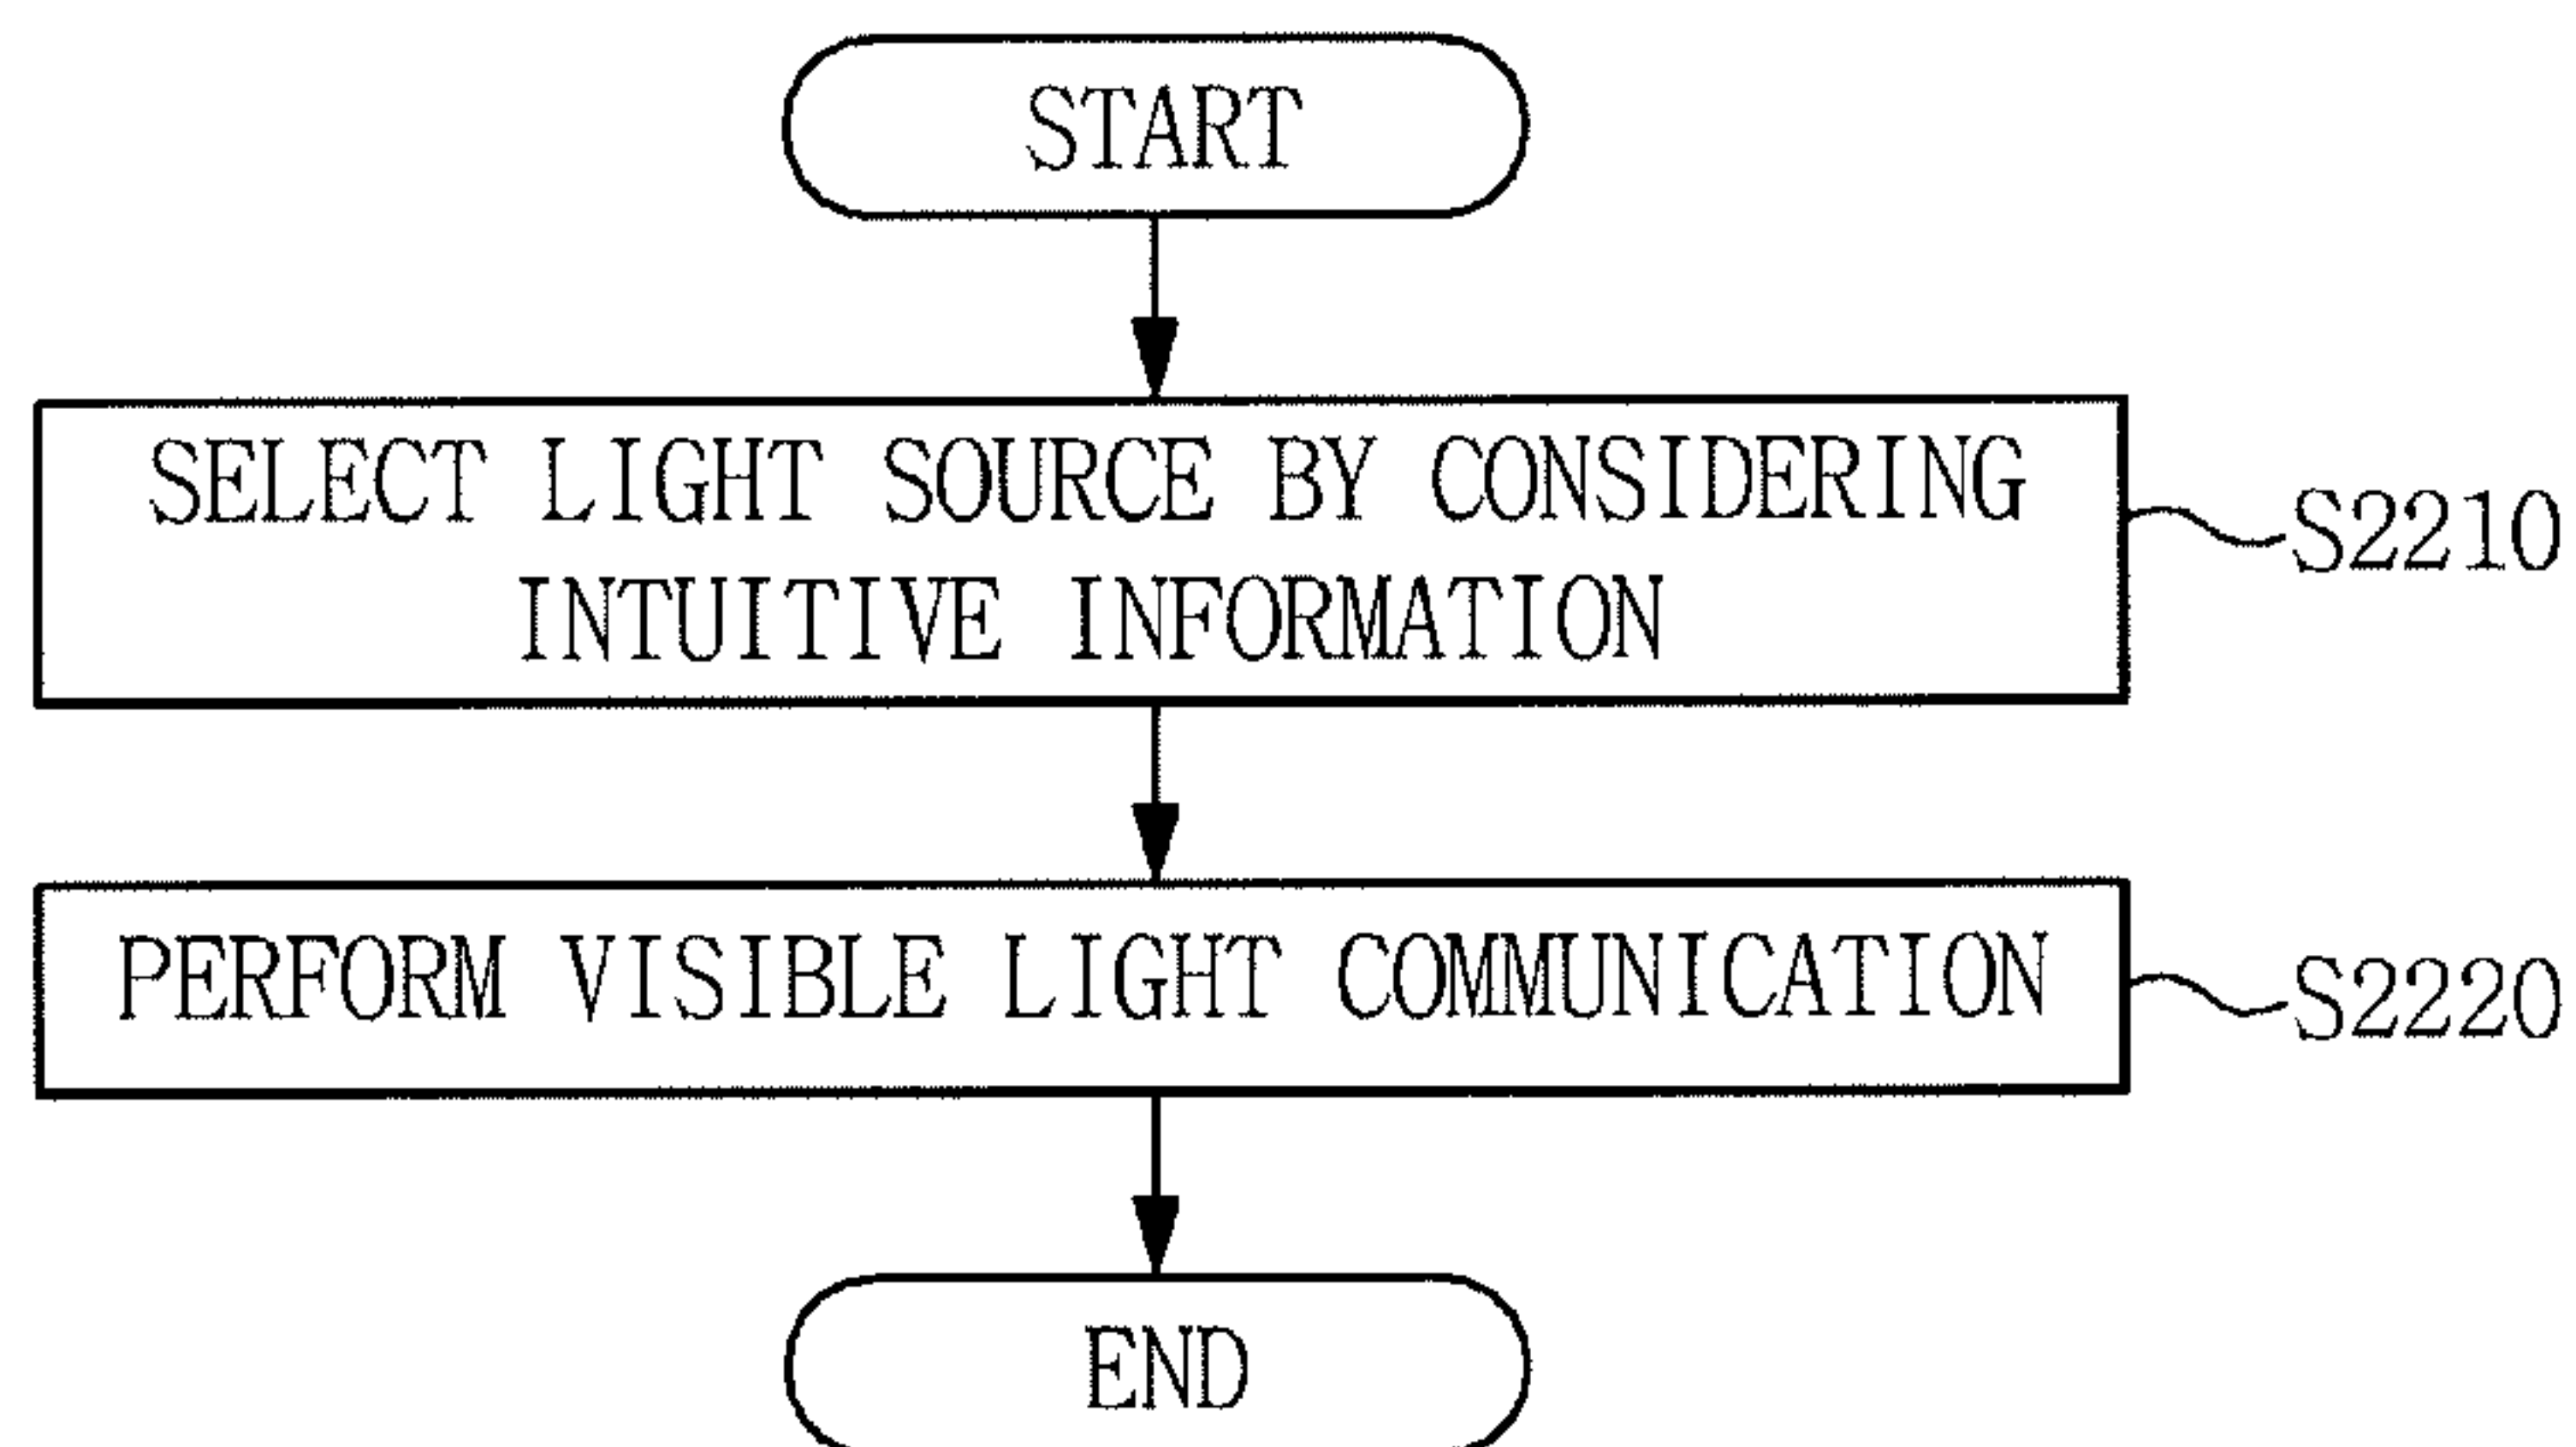 START
SELECT LIGHT SOURCE BY CONSIDERING
INTUITIVE INFORMATION
S2210
PERFORM VISIBLE LIGHT COMMUNICATION
S2220
END